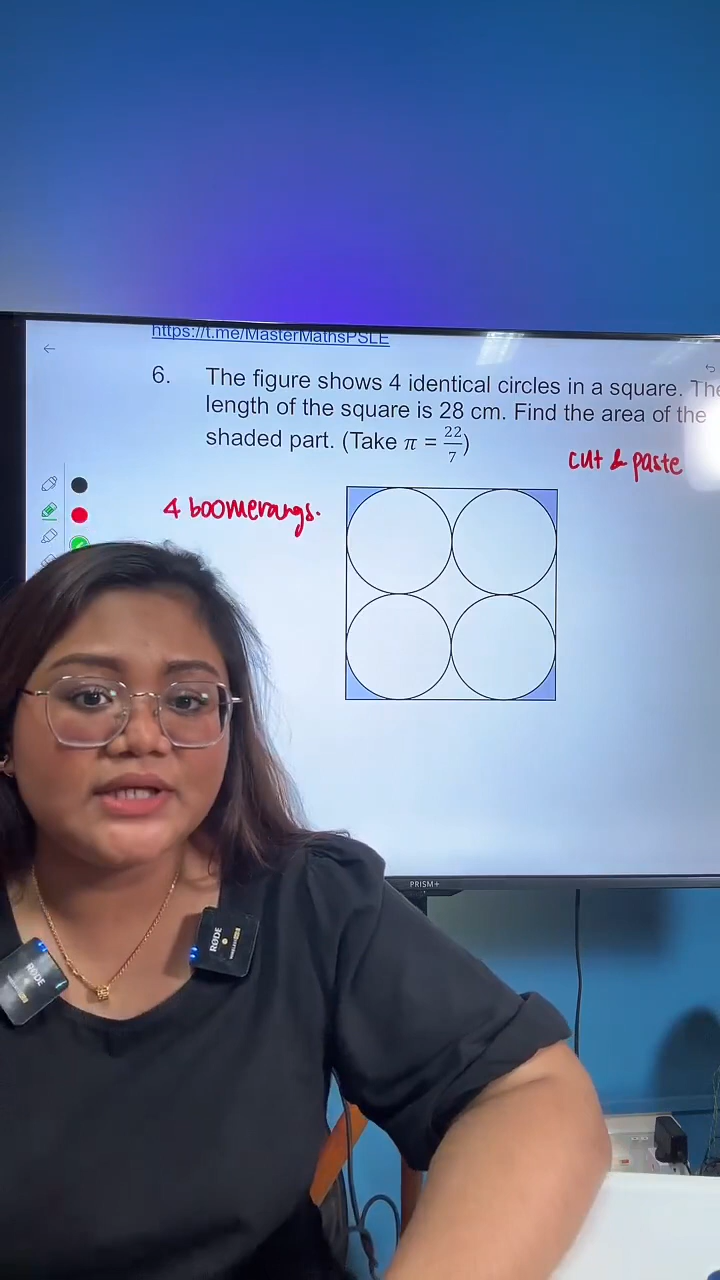 https://t.me/MasterMathsPSLE
6. The figure shows 4 identical circles in a square. The
length of the square is 28 cm. Find the area of the
shaded part. (Take π = 22/7)
cut & paste
4 boomerangs.
PRISM+
RØDE
RØDE